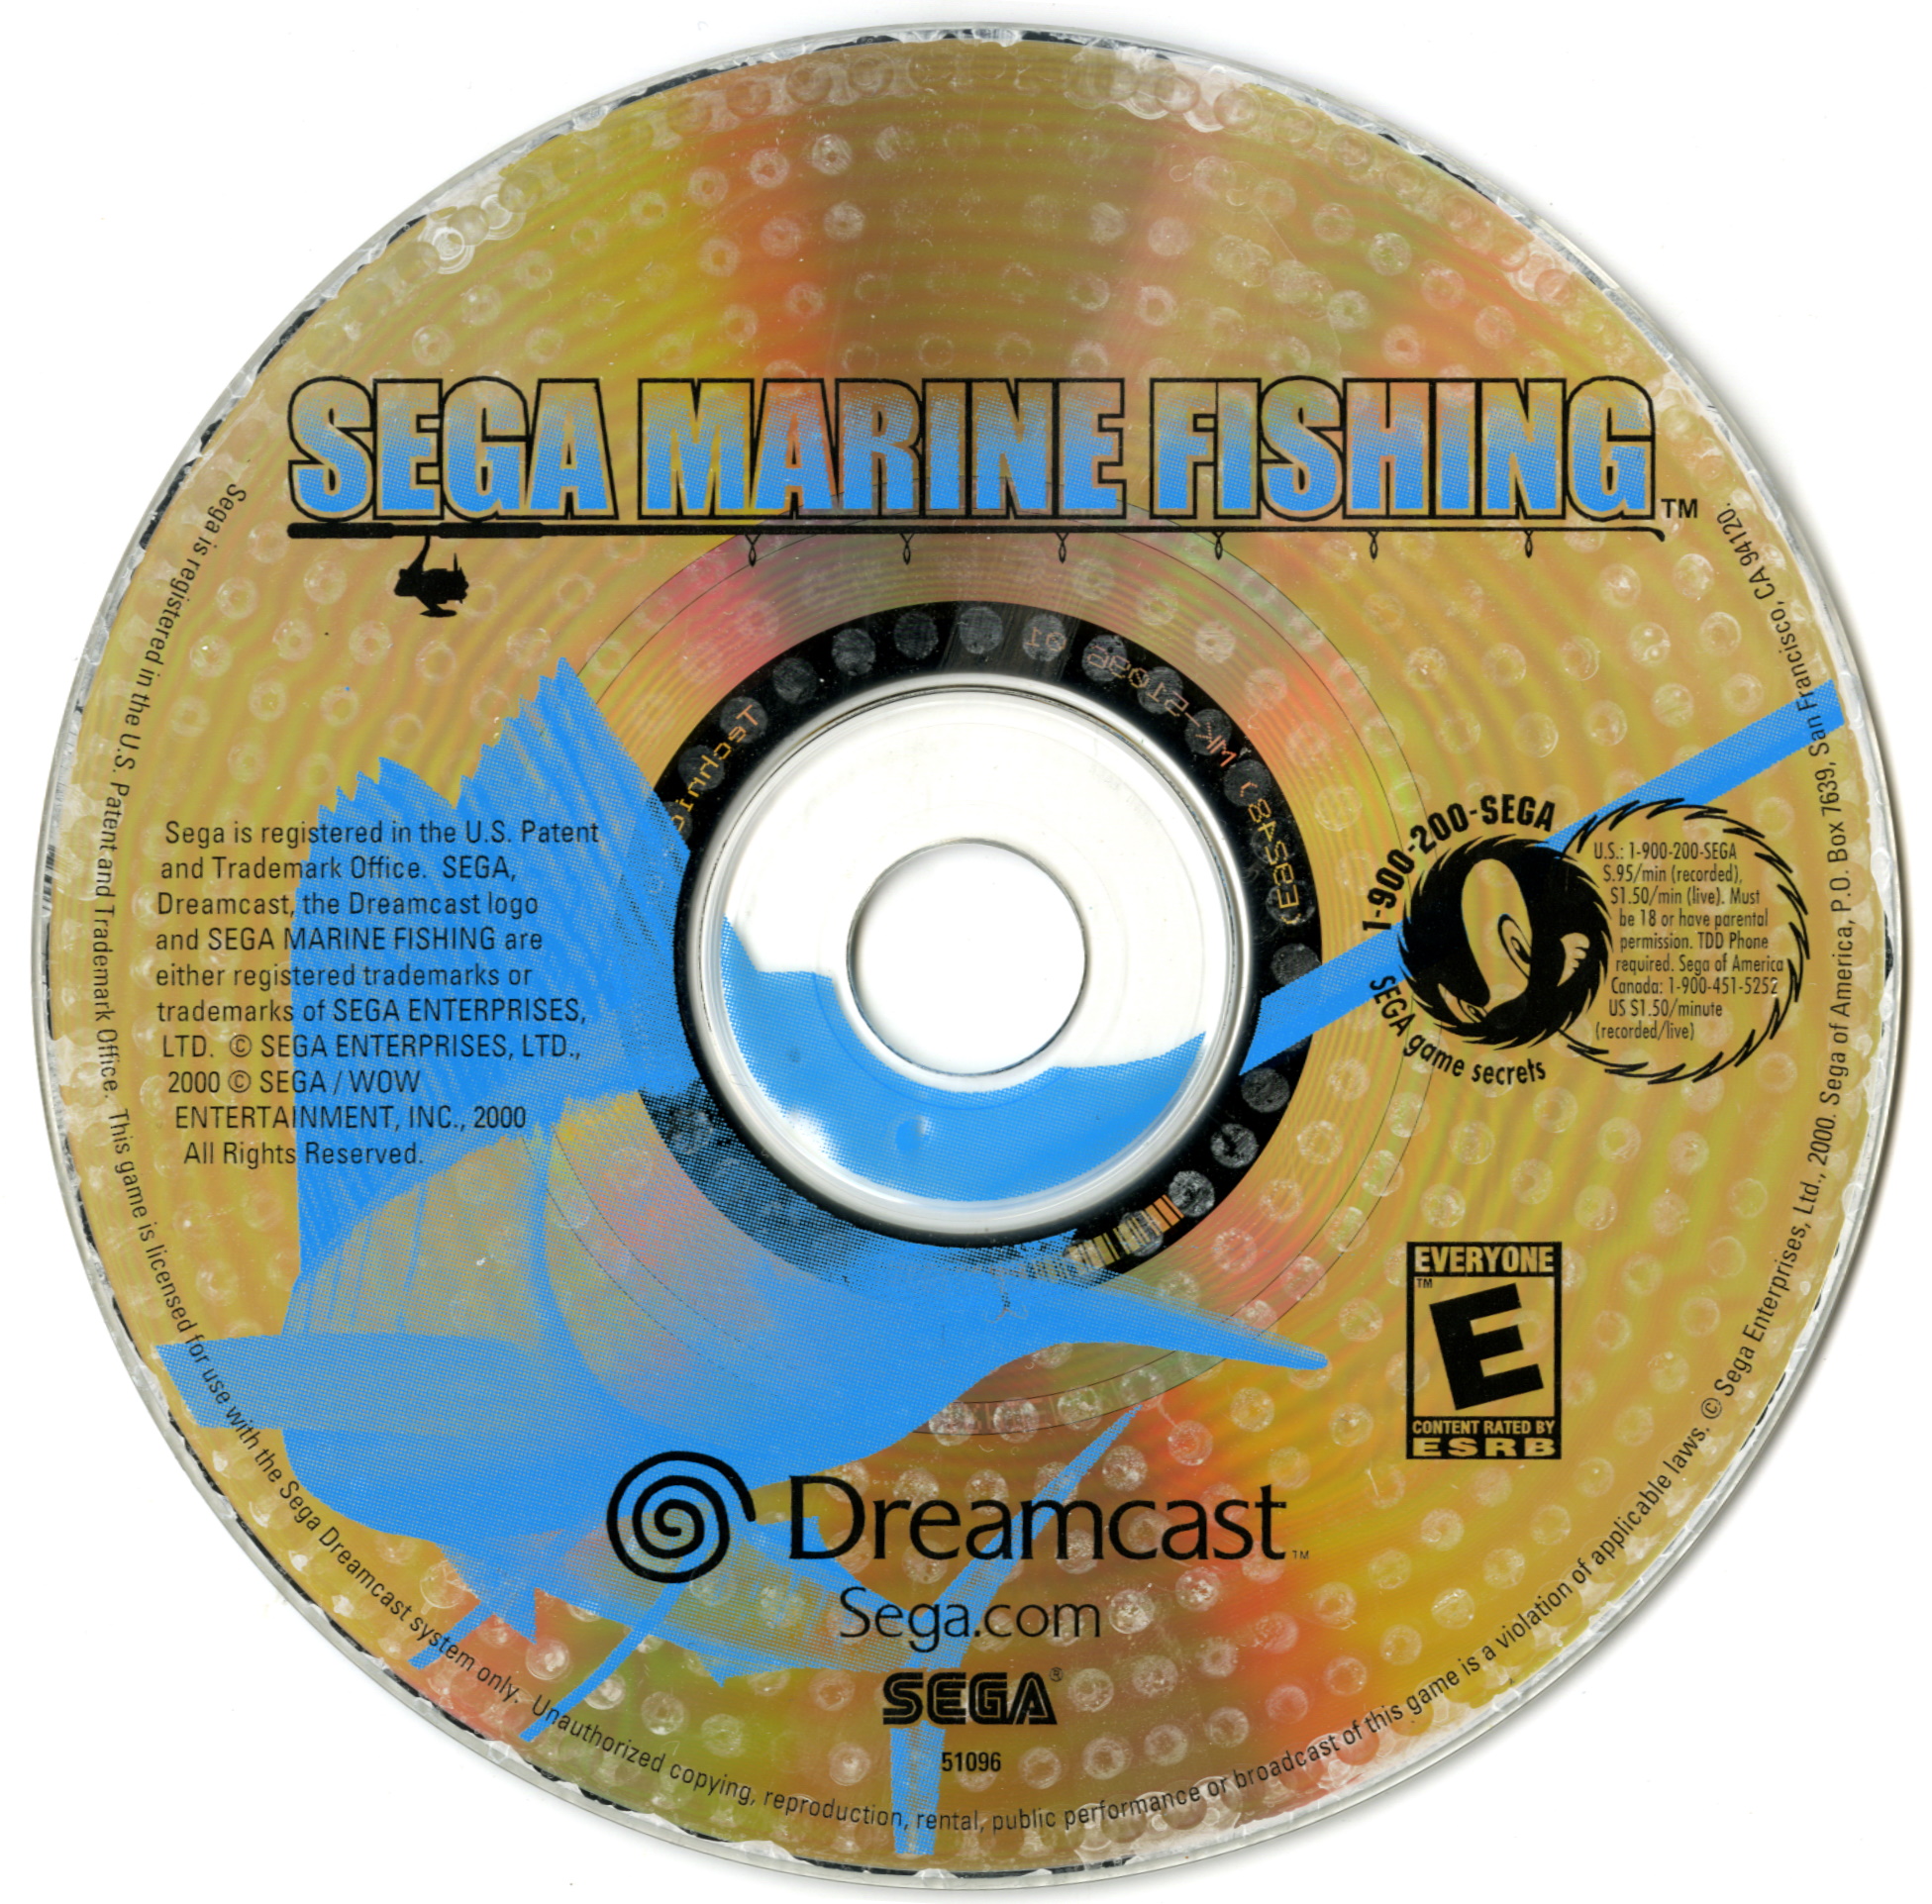 SEGA MARINE FISHING™
Sega is registered in the U.S. Patent
and Trademark Office. SEGA,
Dreamcast, the Dreamcast logo
and SEGA MARINE FISHING are
either registered trademarks or
trademarks of SEGA ENTERPRISES,
LTD. © SEGA ENTERPRISES, LTD.,
2000 © SEGA / WOW
ENTERTAINMENT, INC., 2000
All Rights Reserved.
1-900-200-SEGA
SEGA game secrets
U.S.: 1-900-200-SEGA
$.95/min (recorded),
$1.50/min (live). Must
be 18 or have parental
permission. TDD Phone
required. Sega of America
Canada: 1-900-451-5252
US $1.50/minute
(recorded/live)
EVERYONE
™
E
CONTENT RATED BY
ESRB
Dreamcast™
Sega.com
SEGA®
51096
Sega is registered in the U.S. Patent and Trademark Office. This game is licensed for use with the Sega Dreamcast system only. Unauthorized copying, reproduction, rental, public performance or broadcast of this game is a violation of applicable laws. © Sega Enterprises, Ltd., 2000. Sega of America, P.O. Box 7639, San Francisco, CA 94120.